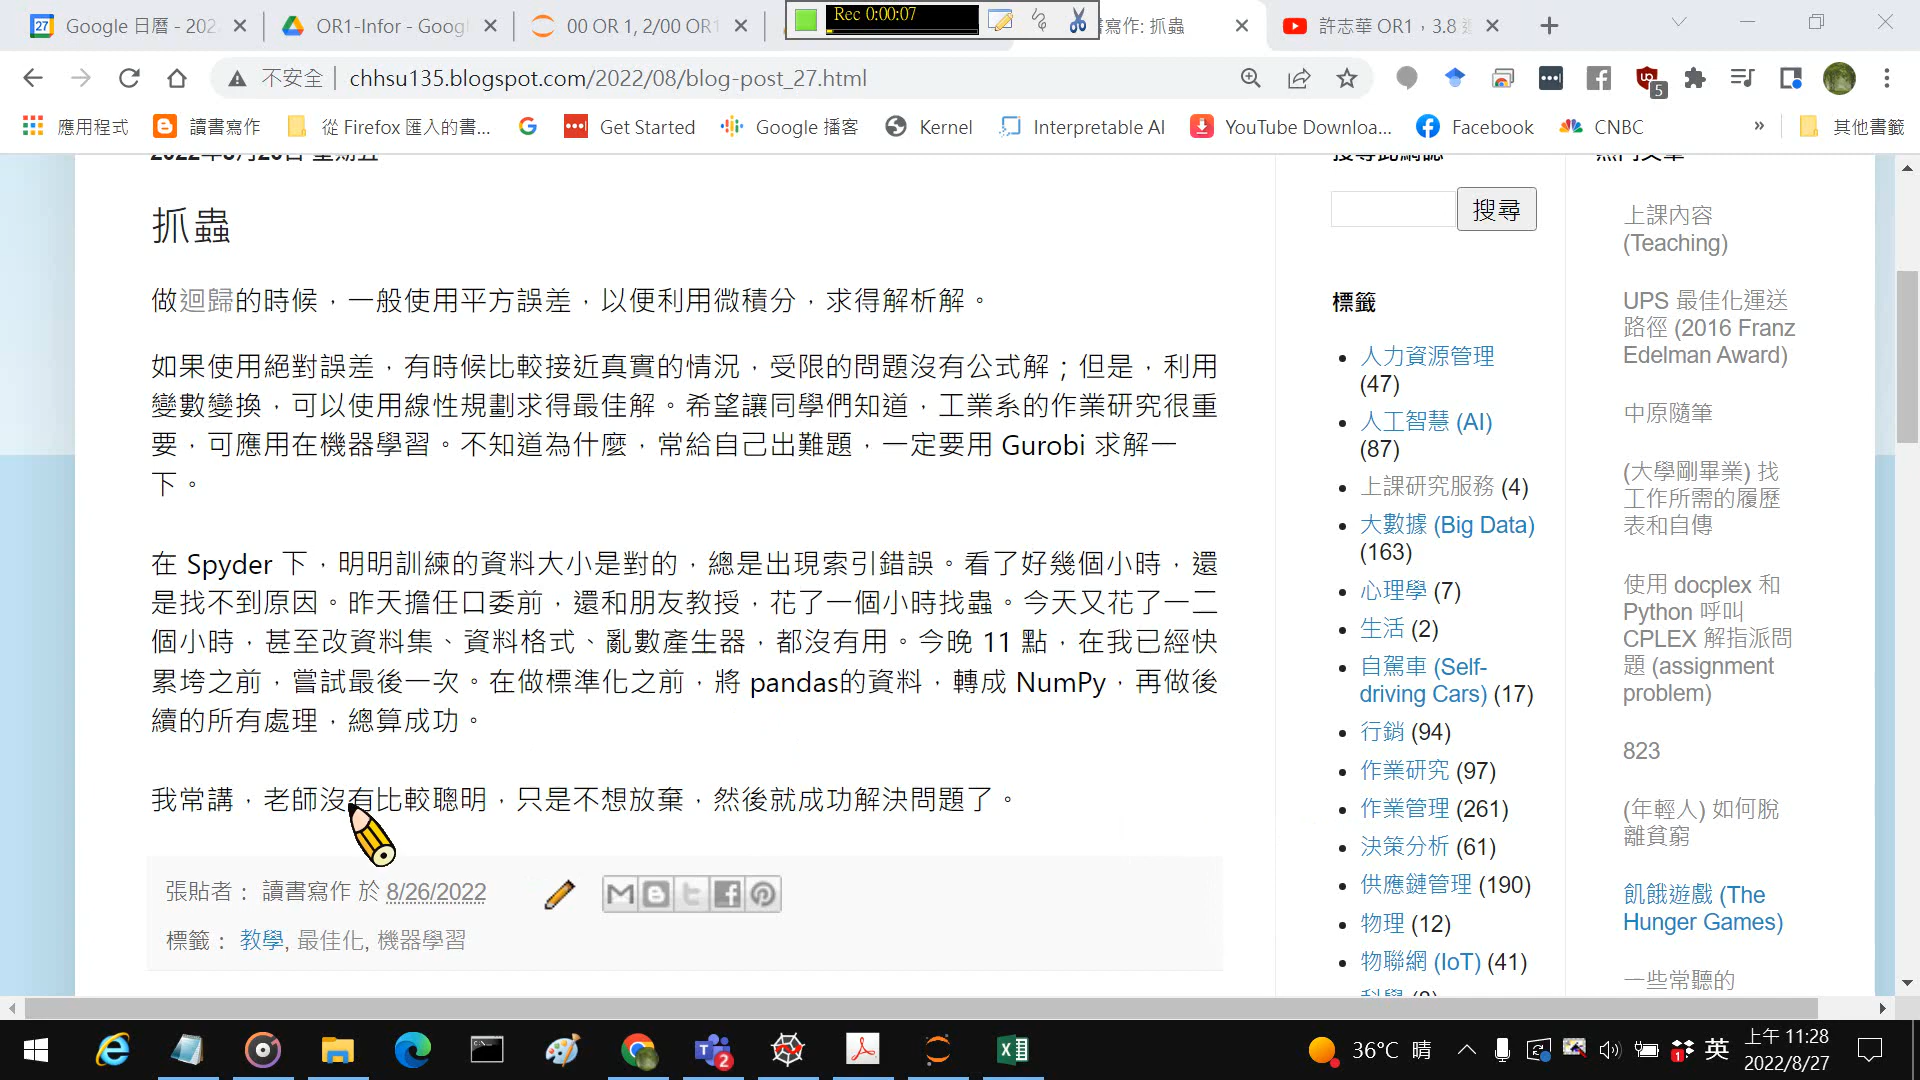 Google 日曆 - 202
OR1-Infor - Googl
00 OR 1, 2/00 OR1
Rec 0:00:07
寫作: 抓蟲
許志華 OR1，3.8
不安全
chhsu135.blogspot.com/2022/08/blog-post_27.html
5
應用程式
讀書寫作
從 Firefox 匯入的書...
Get Started
Google 播客
Kernel
Interpretable AI
YouTube Downloa...
Facebook
CNBC
»
其他書籤
2022年8月26日 星期五
抓蟲
做迴歸的時候，一般使用平方誤差，以便利用微積分，求得解析解。
如果使用絕對誤差，有時候比較接近真實的情況，受限的問題沒有公式解；但是，利用
變數變換，可以使用線性規劃求得最佳解。希望讓同學們知道，工業系的作業研究很重
要，可應用在機器學習。不知道為什麼，常給自己出難題，一定要用 Gurobi 求解一
下。
在 Spyder 下，明明訓練的資料大小是對的，總是出現索引錯誤。看了好幾個小時，還
是找不到原因。昨天擔任口委前，還和朋友教授，花了一個小時找蟲。今天又花了一二
個小時，甚至改資料集、資料格式、亂數產生器，都沒有用。今晚 11 點，在我已經快
累垮之前，嘗試最後一次。在做標準化之前，將 pandas的資料，轉成 NumPy，再做後
續的所有處理，總算成功。
我常講，老師沒有比較聰明，只是不想放棄，然後就成功解決問題了。
張貼者： 讀書寫作 於 8/26/2022
標籤： 教學, 最佳化, 機器學習
搜尋此網誌
搜尋
標籤
人力資源管理
(47)
人工智慧 (AI)
(87)
上課研究服務 (4)
大數據 (Big Data)
(163)
心理學 (7)
生活 (2)
自駕車 (Self-
driving Cars) (17)
行銷 (94)
作業研究 (97)
作業管理 (261)
決策分析 (61)
供應鏈管理 (190)
物理 (12)
物聯網 (IoT) (41)
熱門文章
上課內容
(Teaching)
UPS 最佳化運送
路徑 (2016 Franz
Edelman Award)
中原隨筆
(大學剛畢業) 找
工作所需的履歷
表和自傳
使用 docplex 和
Python 呼叫
CPLEX 解指派問
題 (assignment
problem)
823
(年輕人) 如何脫
離貧窮
飢餓遊戲 (The
Hunger Games)
一些常聽的
36°C 晴
英
上午 11:28
2022/8/27